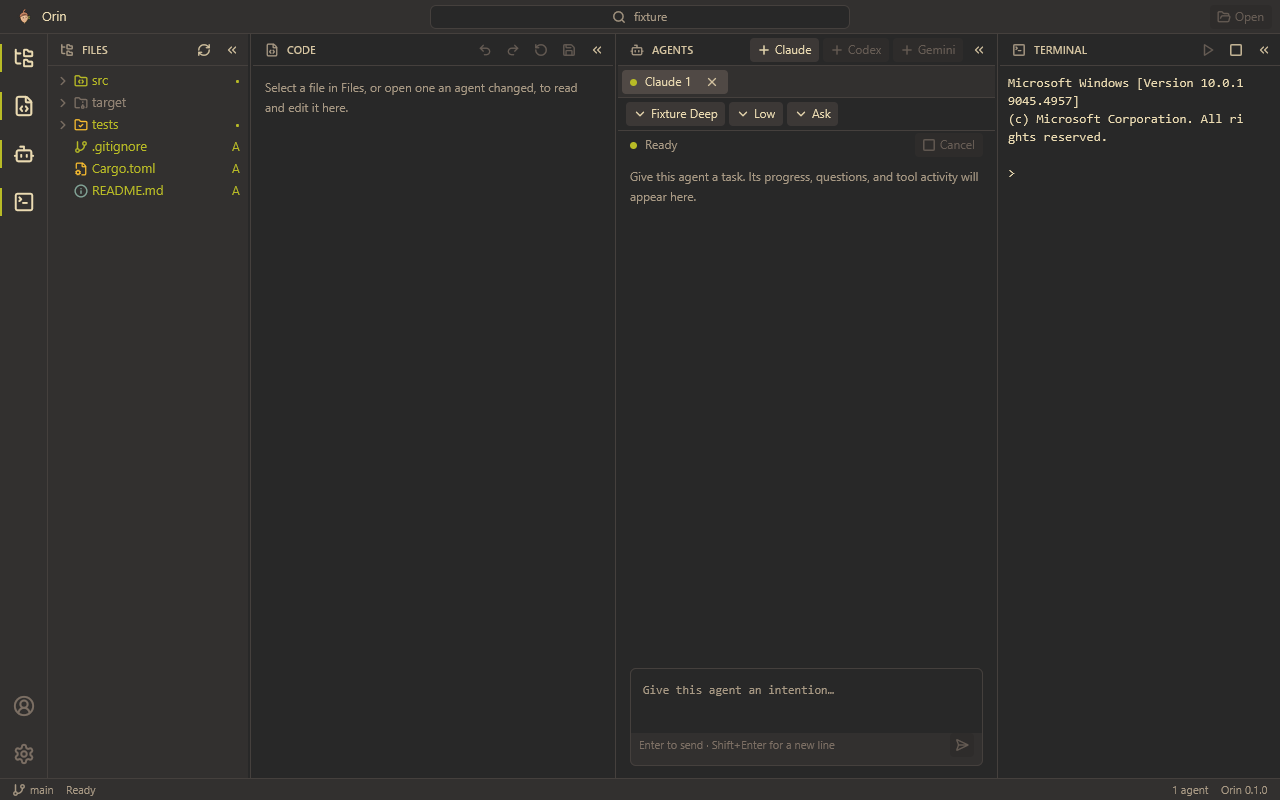 Orin
fixture
Open
FILES
src
target
tests
.gitignore A
Cargo.toml A
README.md A
CODE
Select a file in Files, or open one an agent changed, to read
and edit it here.
AGENTS
Claude
Codex
Gemini
Claude 1
Fixture Deep
Low
Ask
Ready
Cancel
Give this agent a task. Its progress, questions, and tool activity will
appear here.
Give this agent an intention…
Enter to send · Shift+Enter for a new line
TERMINAL
Microsoft Windows [Version 10.0.1
9045.4957]
(c) Microsoft Corporation. All ri
ghts reserved.
>
main
Ready
1 agent
Orin 0.1.0